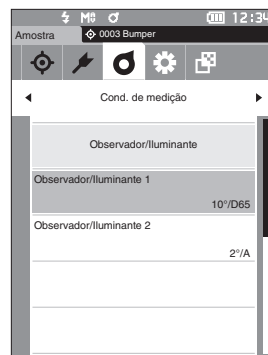 M 12:34
Amostra 0003 Bumper
Cond. de medição
Observador/Iluminante
Observador/Iluminante 1
10°/D65
Observador/Iluminante 2
2°/A